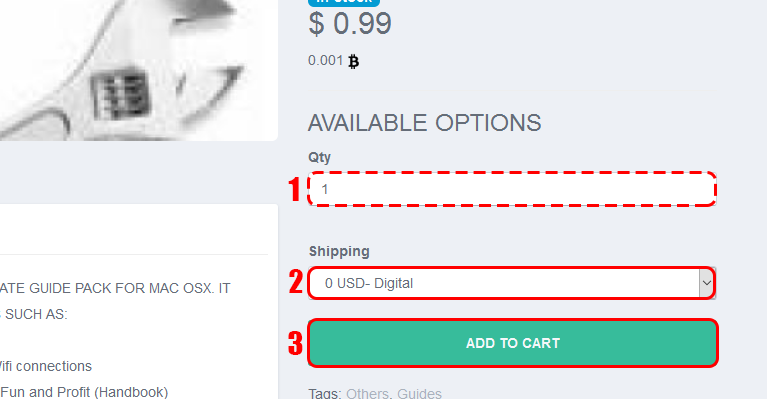 In Stock
$ 0.99
0.001 ₿
AVAILABLE OPTIONS
Qty
1 1
Shipping
2 0 USD- Digital
3 ADD TO CART
Tags: Others, Guides
ATE GUIDE PACK FOR MAC OSX. IT
SUCH AS:
ifi connections
Fun and Profit (Handbook)